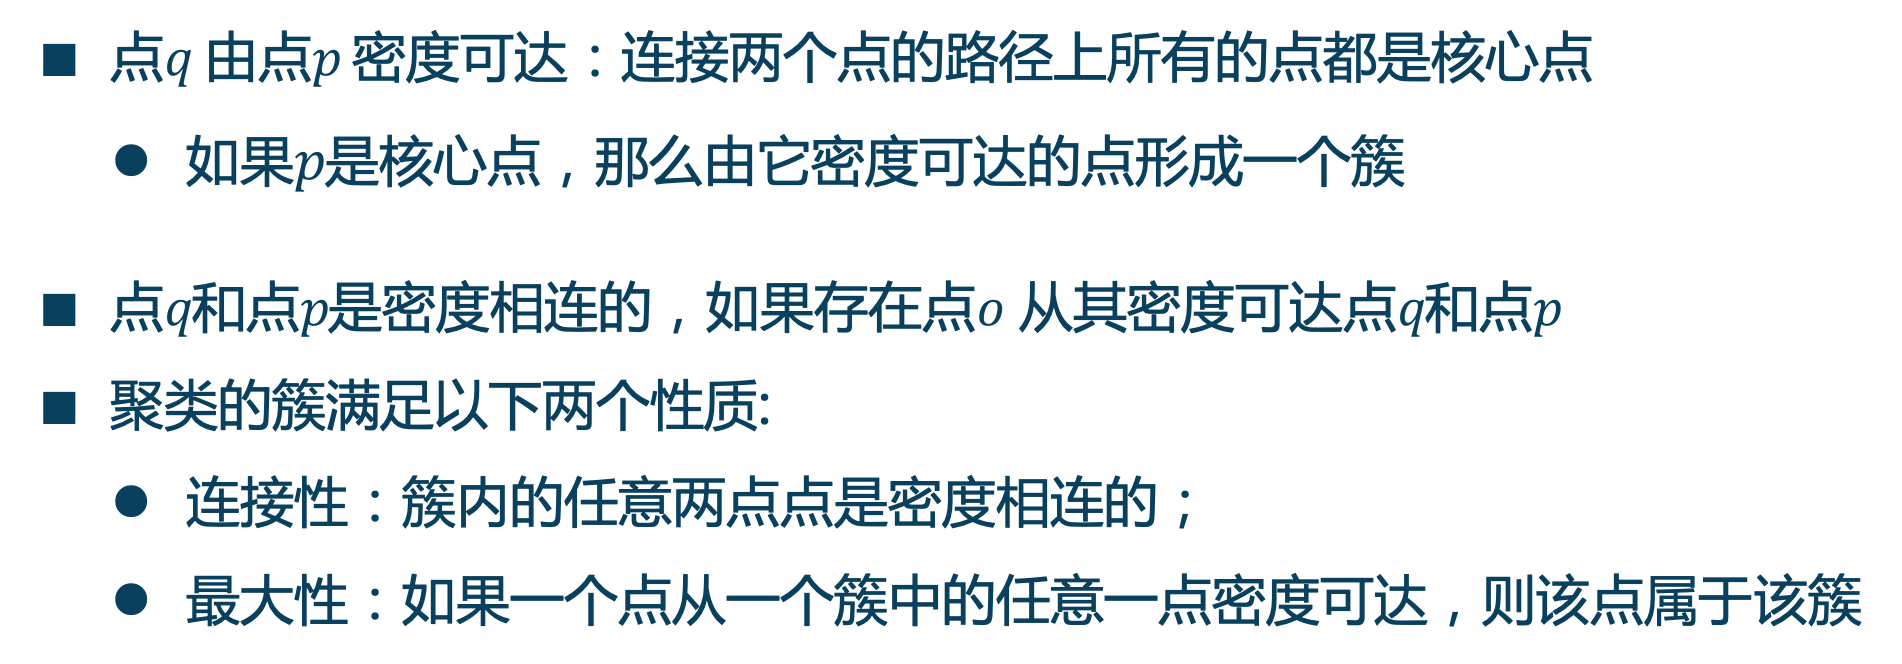 ■ 点q 由点p 密度可达：连接两个点的路径上所有的点都是核心点
● 如果p是核心点，那么由它密度可达的点形成一个簇
■ 点q和点p是密度相连的，如果存在点o 从其密度可达点q和点p
■ 聚类的簇满足以下两个性质:
● 连接性：簇内的任意两点点是密度相连的；
● 最大性：如果一个点从一个簇中的任意一点密度可达，则该点属于该簇